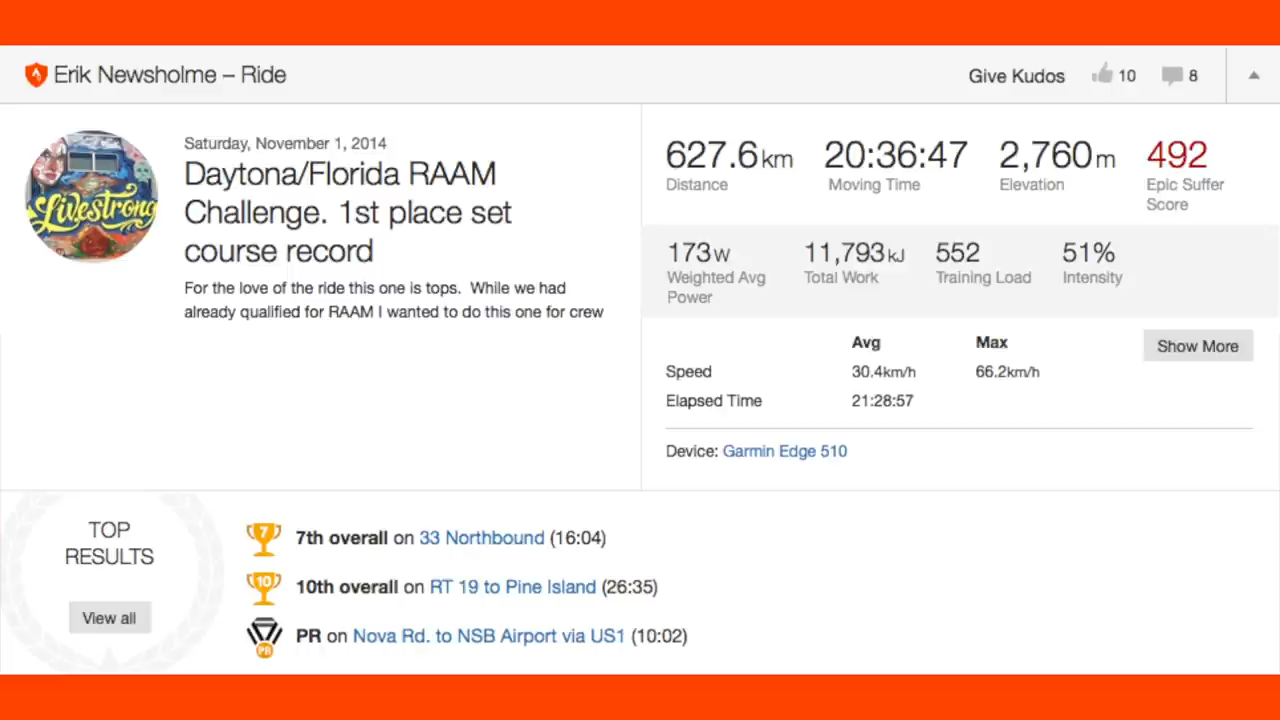 Erik Newsholme – Ride
Give Kudos
10
8
Livestrong
Saturday, November 1, 2014
Daytona/Florida RAAM
Challenge. 1st place set
course record
For the love of the ride this one is tops. While we had
already qualified for RAAM I wanted to do this one for crew
627.6km
Distance
20:36:47
Moving Time
2,760m
Elevation
492
Epic Suffer
Score
173W
Weighted Avg
Power
11,793kJ
Total Work
552
Training Load
51%
Intensity
Avg Max
Show More
Speed 30.4km/h 66.2km/h
Elapsed Time 21:28:57
Device: Garmin Edge 510
TOP
RESULTS
View all
7
7th overall on 33 Northbound (16:04)
10
10th overall on RT 19 to Pine Island (26:35)
PR
PR on Nova Rd. to NSB Airport via US1 (10:02)